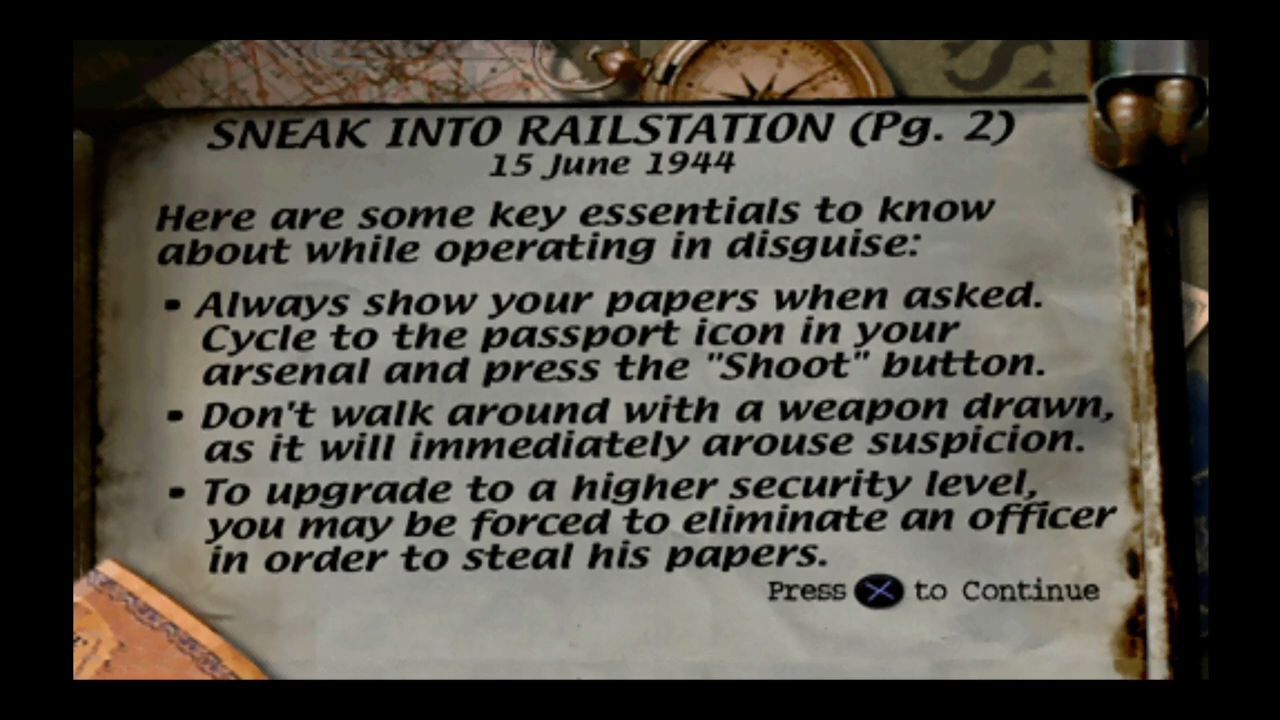 SNEAK INTO RAILSTATION (Pg. 2)
15 June 1944
Here are some key essentials to know
about while operating in disguise:
• Always show your papers when asked.
Cycle to the passport icon in your
arsenal and press the "Shoot" button.
• Don't walk around with a weapon drawn,
as it will immediately arouse suspicion.
• To upgrade to a higher security level,
you may be forced to eliminate an officer
in order to steal his papers.
Press X to Continue